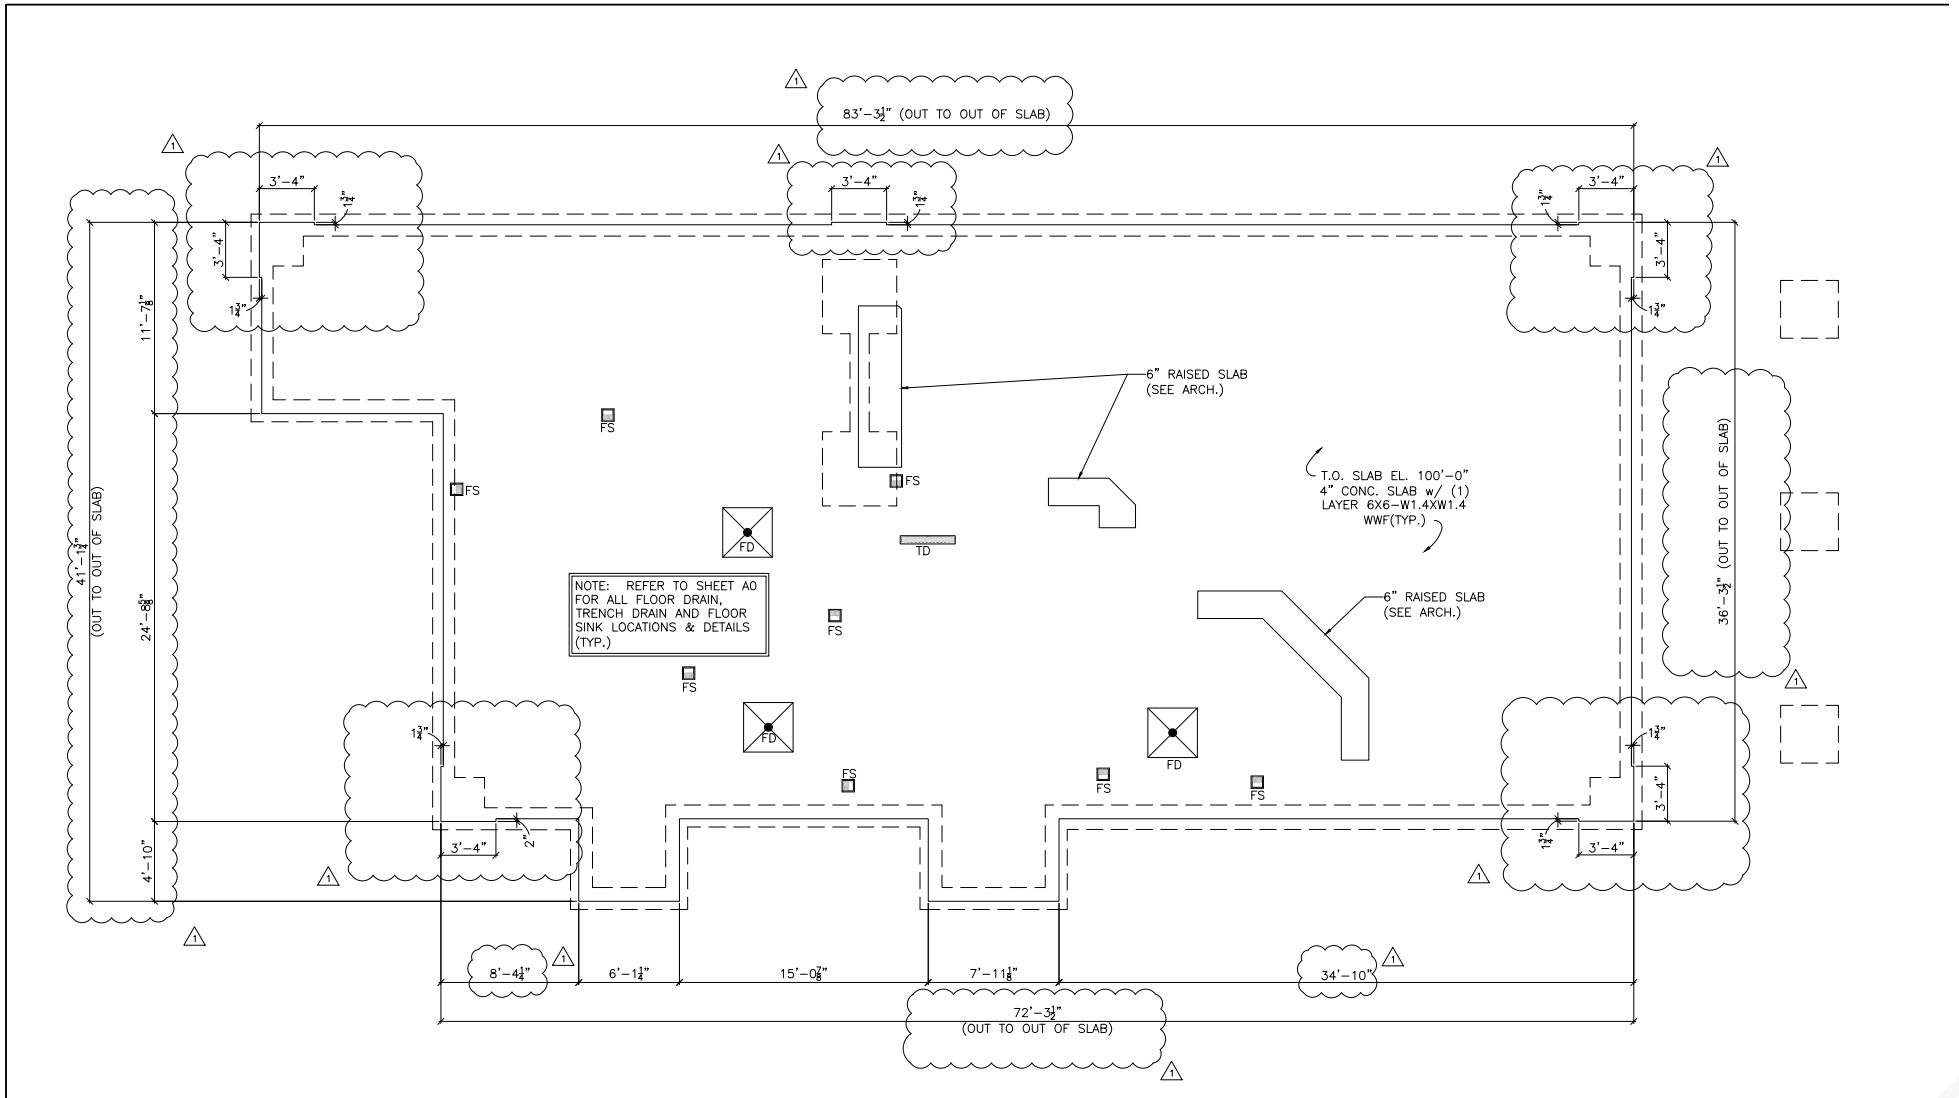 1
83'-3½" (OUT TO OUT OF SLAB)
1
1
1
3'-4"
1¾"
3'-4"
1¾"
1¾"
3'-4"
3'-4"
1¾"
3'-4"
1¾"
11'-7⅛"
41'-1¾"
(OUT TO OUT OF SLAB)
24'-8⅝"
4'-10"
6" RAISED SLAB
(SEE ARCH.)
FS
FS
FS
T.O. SLAB EL. 100'-0"
4" CONC. SLAB w/ (1)
LAYER 6X6-W1.4XW1.4
WWF(TYP.)
36'-3½" (OUT TO OUT OF SLAB)
FD
TD
NOTE: REFER TO SHEET A0
FOR ALL FLOOR DRAIN,
TRENCH DRAIN AND FLOOR
SINK LOCATIONS & DETAILS
(TYP.)
6" RAISED SLAB
(SEE ARCH.)
FS
FS
1
1¾"
FD
FD
1¾"
FS
FS
FS
3'-4"
3'-4"
2"
1¾"
3'-4"
1
1
1
8'-4¼"
1
6'-1¼"
15'-0⅞"
7'-11⅛"
34'-10"
1
72'-3½"
(OUT TO OUT OF SLAB)
1